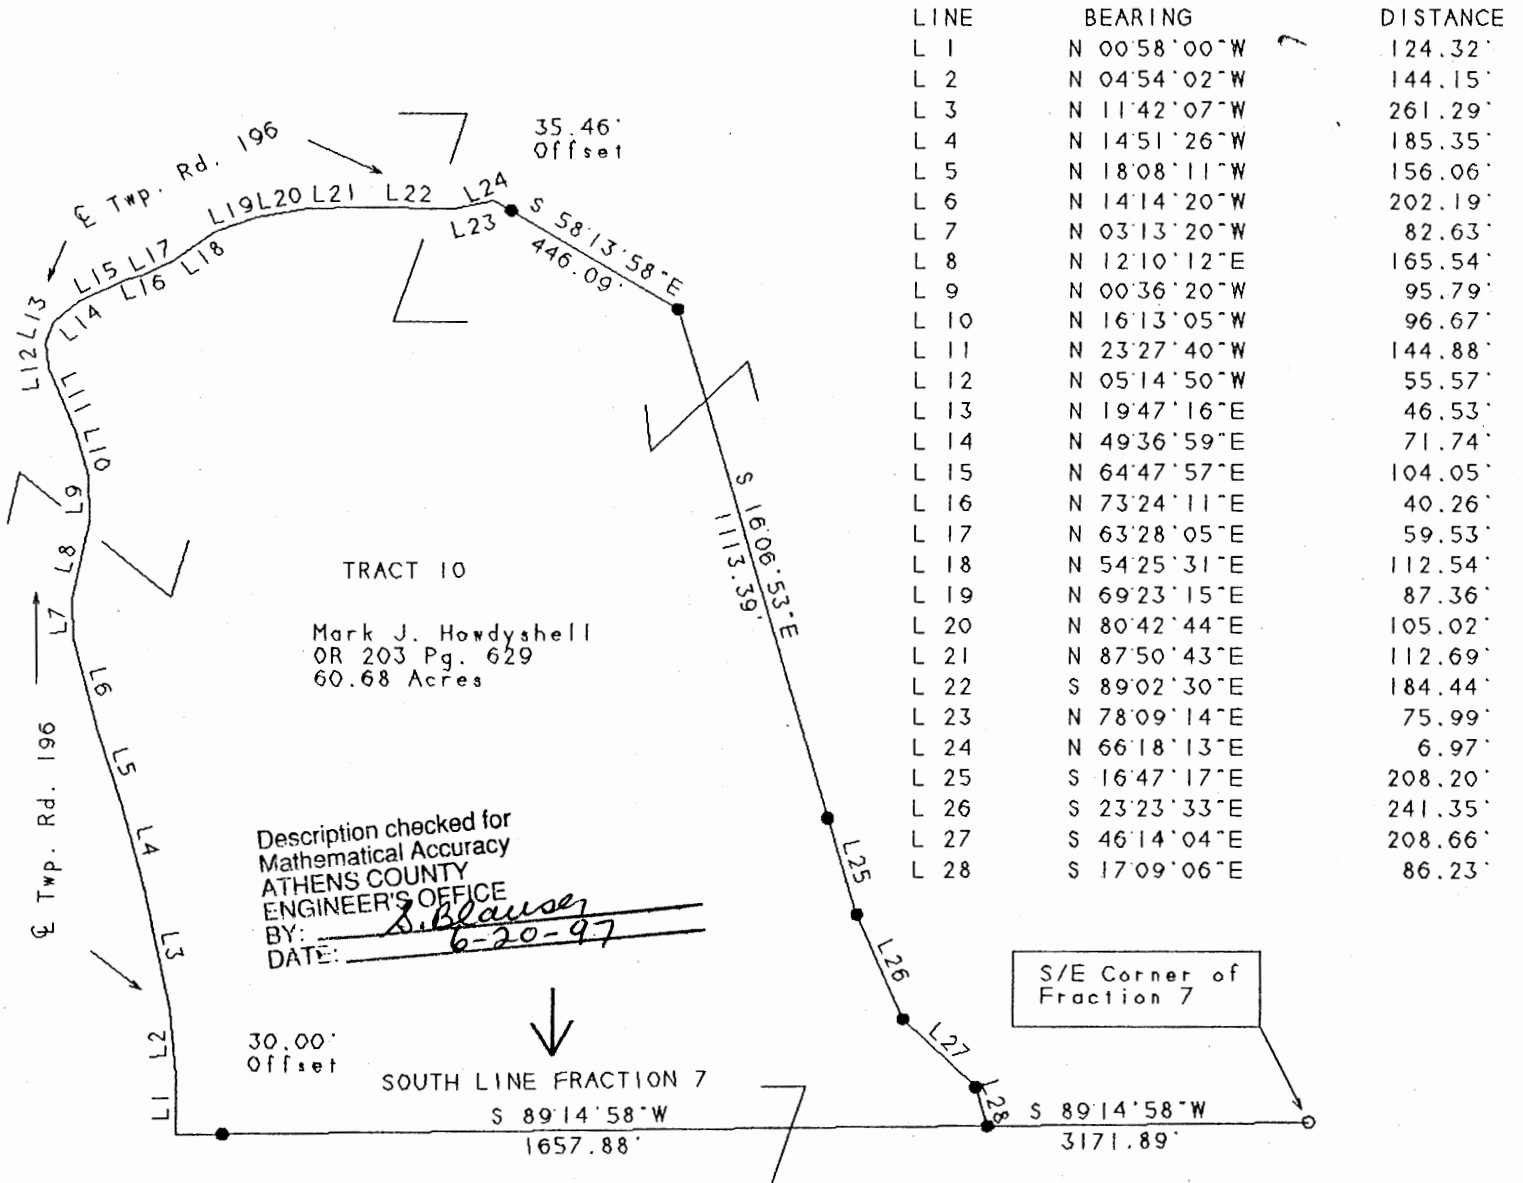 LINE BEARING DISTANCE
L 1 N 00°58'00"W 124.32'
L 2 N 04°54'02"W 144.15'
L 3 N 11°42'07"W 261.29'
L 4 N 14°51'26"W 185.35'
L 5 N 18°08'11"W 156.06'
L 6 N 14°14'20"W 202.19'
L 7 N 03°13'20"W 82.63'
L 8 N 12°10'12"E 165.54'
L 9 N 00°36'20"W 95.79'
L 10 N 16°13'05"W 96.67'
L 11 N 23°27'40"W 144.88'
L 12 N 05°14'50"W 55.57'
L 13 N 19°47'16"E 46.53'
L 14 N 49°36'59"E 71.74'
L 15 N 64°47'57"E 104.05'
L 16 N 73°24'11"E 40.26'
L 17 N 63°28'05"E 59.53'
L 18 N 54°25'31"E 112.54'
L 19 N 69°23'15"E 87.36'
L 20 N 80°42'44"E 105.02'
L 21 N 87°50'43"E 112.69'
L 22 S 89°02'30"E 184.44'
L 23 N 78°09'14"E 75.99'
L 24 N 66°18'13"E 6.97'
L 25 S 16°47'17"E 208.20'
L 26 S 23°23'33"E 241.35'
L 27 S 46°14'04"E 208.66'
L 28 S 17°09'06"E 86.23'
35.46'
Offset
℄ Twp. Rd. 196
L24
L22
L21
L20
L19
L23
L18
L17
L16
L15
L14
L13
L12
L11
L10
L9
L8
L7
L6
L5
L4
L3
L2
L1
S 58°13'58"E
446.09'
S 16°06'53"E
1113.39'
TRACT 10
Mark J. Howdyshell
OR 203 Pg. 629
60.68 Acres
℄ Twp. Rd. 196
Description checked for
Mathematical Accuracy
ATHENS COUNTY
ENGINEER'S OFFICE
BY: S. Blauser
DATE: 6-20-97
L25
L26
L27
L28
S/E Corner of
Fraction 7
30.00'
Offset
SOUTH LINE FRACTION 7
S 89°14'58"W
1657.88'
S 89°14'58"W
3171.89'